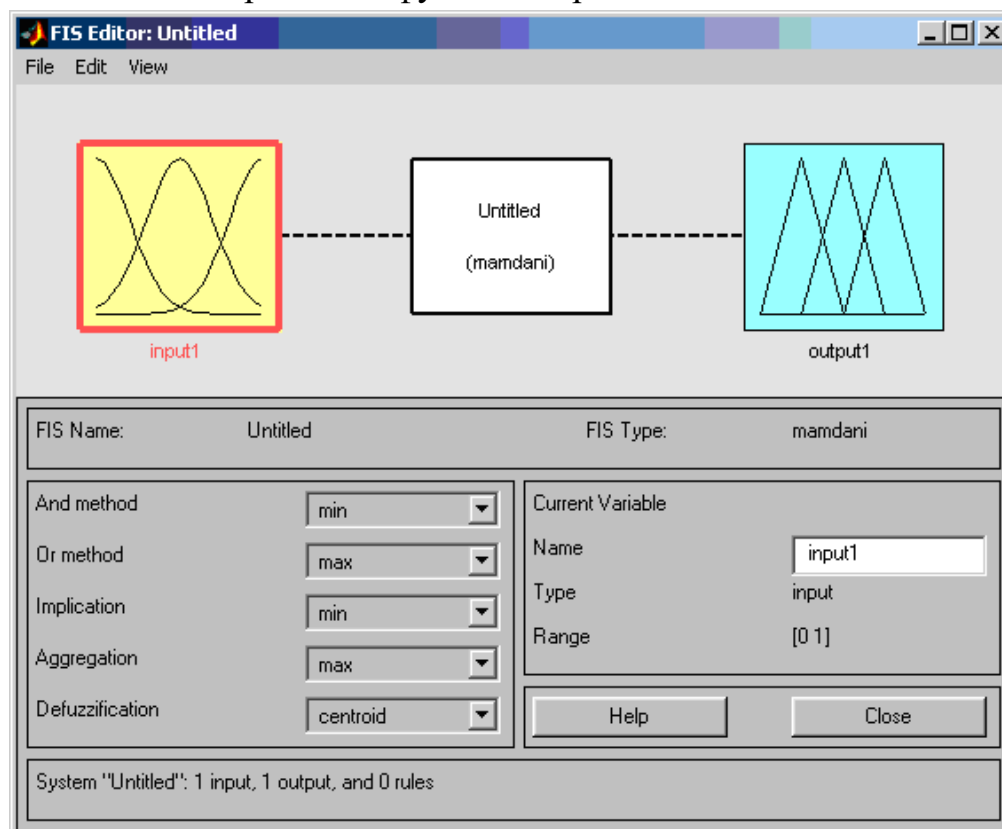 FIS Editor: Untitled
File Edit View
Untitled
(mamdani)
input1
output1
FIS Name: Untitled FIS Type: mamdani
And method min
Or method max
Implication min
Aggregation max
Defuzzification centroid
Current Variable
Name input1
Type input
Range [0 1]
Help Close
System "Untitled": 1 input, 1 output, and 0 rules